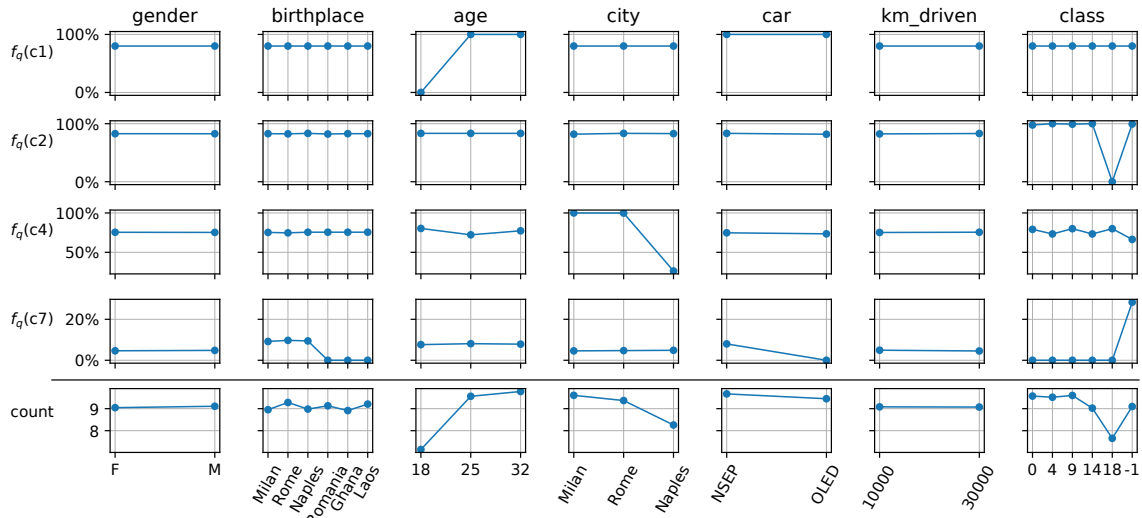 gender birthplace age city car km_driven class
f_q(c1) 100% 0%
f_q(c2) 100% 0%
f_q(c4) 100% 50%
f_q(c7) 20% 0%
count 9 8
F M Milan Rome Naples Romania Ghana Laos 18 25 32 Milan Rome Naples NSEP OLED 10000 30000 0 4 9 14 18 -1